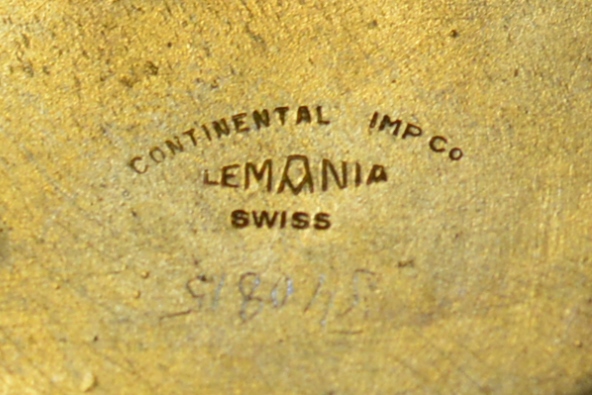 CONTINENTAL IMP CO
LEMANIA
SWISS